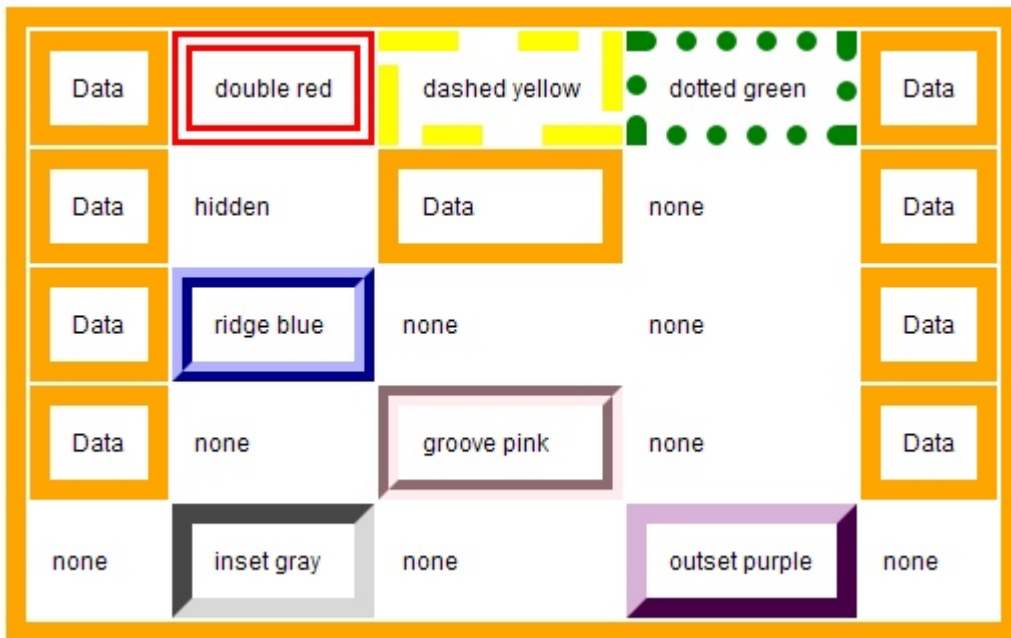 Data double red dashed yellow dotted green Data
Data hidden Data none Data
Data ridge blue none none Data
Data none groove pink none Data
none inset gray none outset purple none